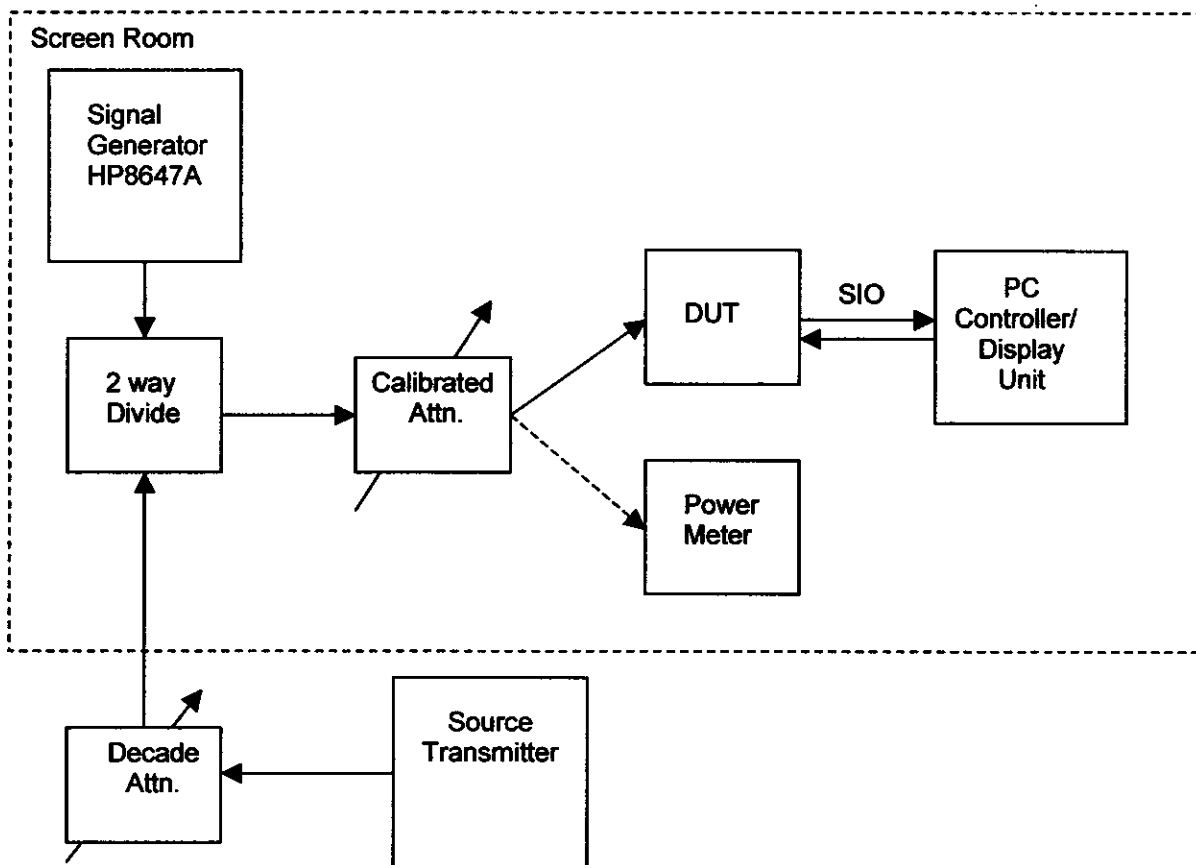 Screen Room
Signal
Generator
HP8647A
2 way
Divide
Calibrated
Attn.
DUT
SIO
PC
Controller/
Display
Unit
Power
Meter
Decade
Attn.
Source
Transmitter